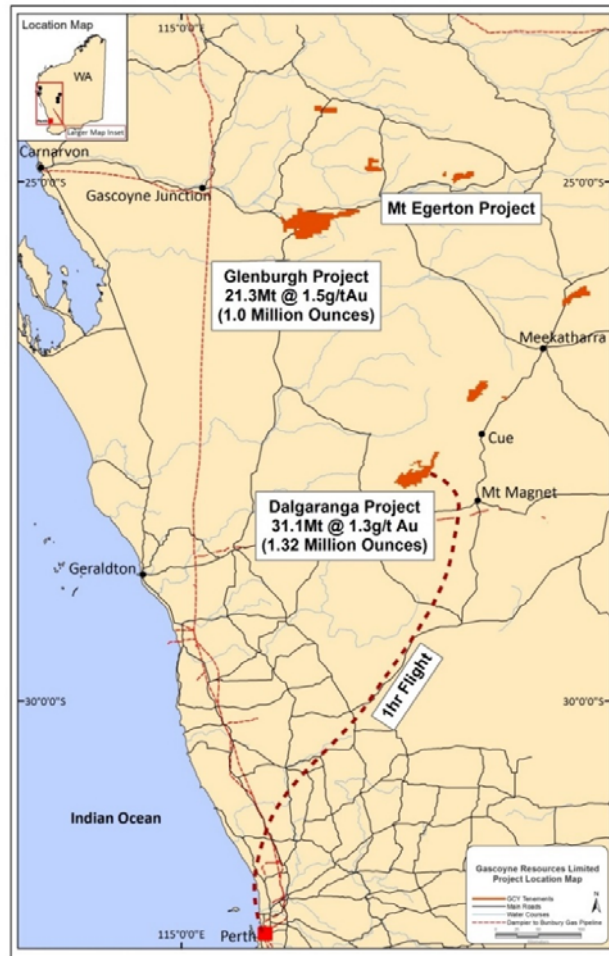 Location Map
WA
Larger Map Inset
115°0'0"E
Carnarvon
25°0'0"S
25°0'0"S
Gascoyne Junction
Mt Egerton Project
Glenburgh Project
21.3Mt @ 1.5g/tAu
(1.0 Million Ounces)
Meekatharra
Cue
Mt Magnet
Dalgaranga Project
31.1Mt @ 1.3g/t Au
(1.32 Million Ounces)
Geraldton
1hr Flight
30°0'0"S
30°0'0"S
Indian Ocean
Gascoyne Resources Limited
Project Location Map
GCY Tenements
Main Roads
Water Courses
Dampier to Bunbury Gas Pipeline
N
Perth
115°0'0"E